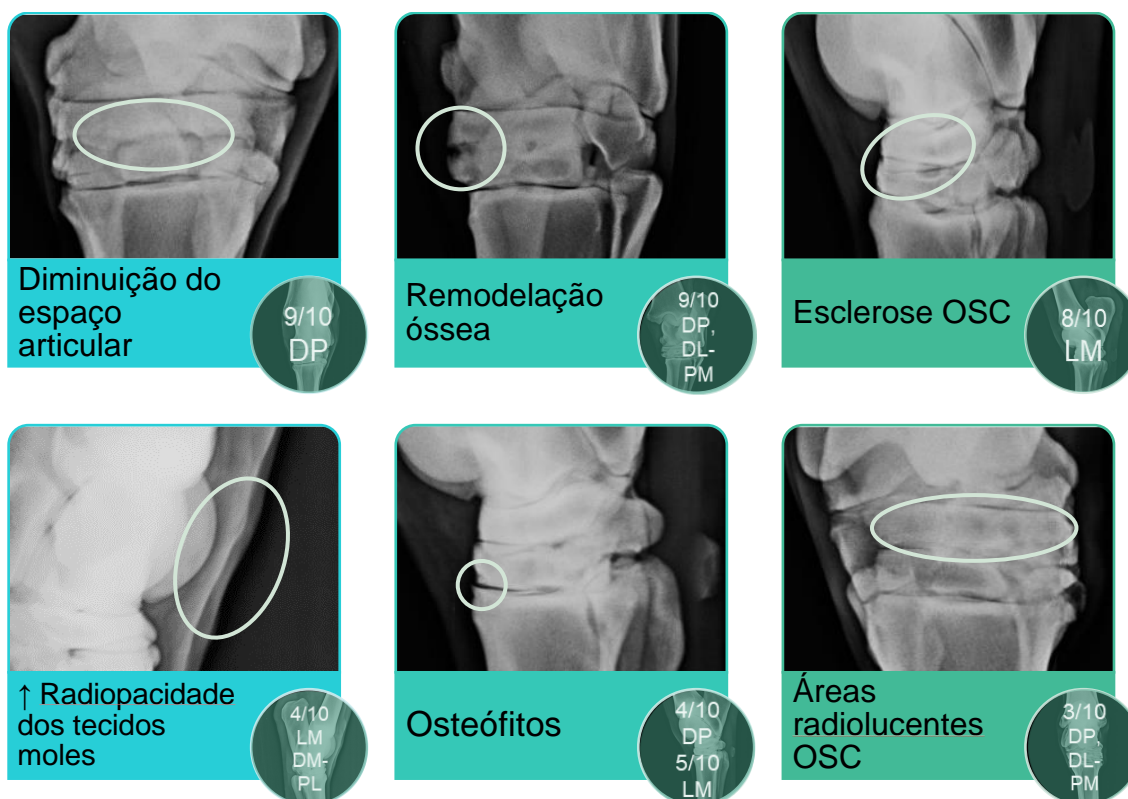 Diminuição do
espaço
articular
9/10
DP
Remodelação
óssea
9/10
DP,
DL-
PM
Esclerose OSC
8/10
LM
↑ Radiopacidade
dos tecidos
moles
4/10
LM
DM-
PL
Osteófitos
4/10
DP
5/10
LM
Áreas
radiolucentes
OSC
3/10
DP,
DL-
PM